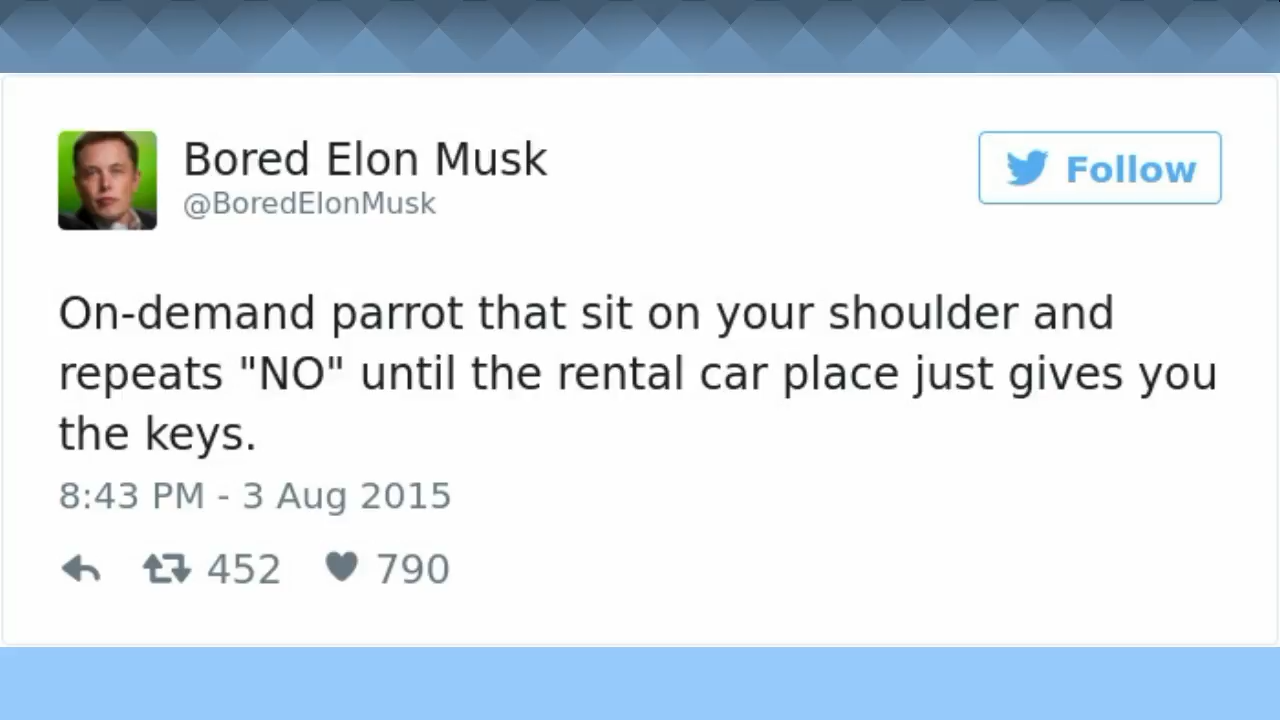 Bored Elon Musk
@BoredElonMusk
Follow
On-demand parrot that sit on your shoulder and
repeats "NO" until the rental car place just gives you
the keys.
8:43 PM - 3 Aug 2015
452 790